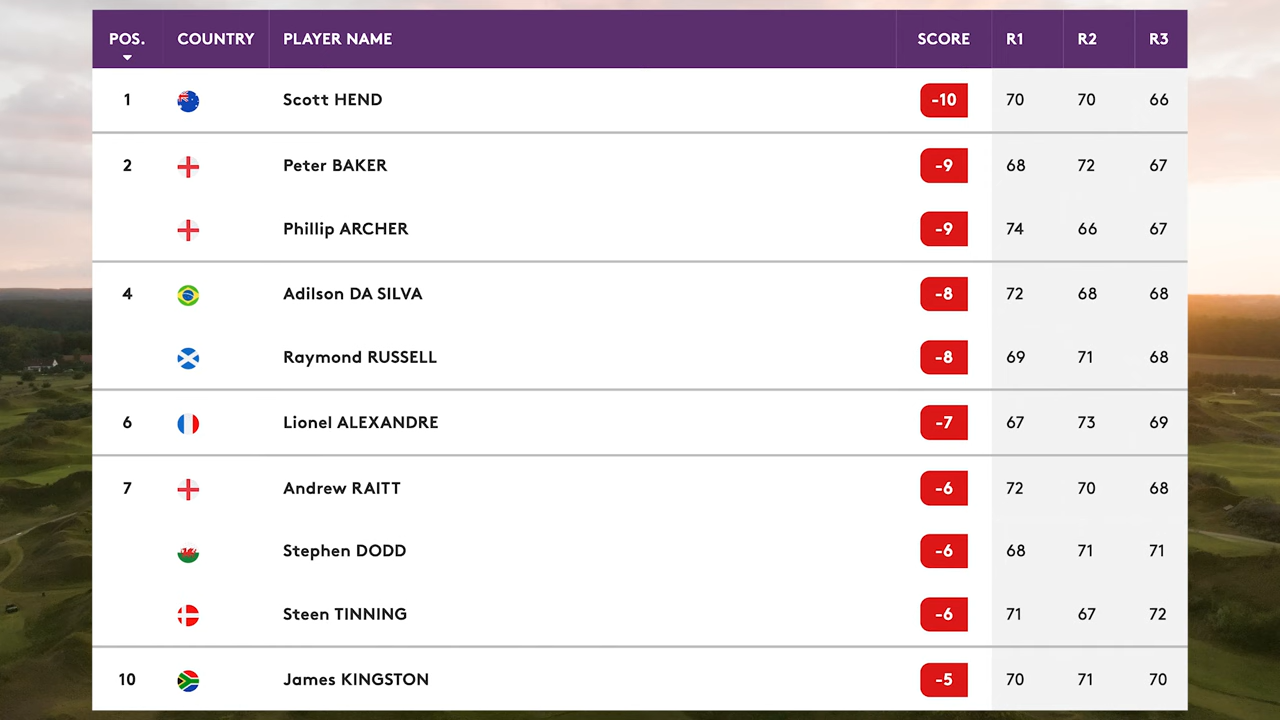 POS. COUNTRY PLAYER NAME SCORE R1 R2 R3
1 Scott HEND -10 70 70 66
2 Peter BAKER -9 68 72 67
Phillip ARCHER -9 74 66 67
4 Adilson DA SILVA -8 72 68 68
Raymond RUSSELL -8 69 71 68
6 Lionel ALEXANDRE -7 67 73 69
7 Andrew RAITT -6 72 70 68
Stephen DODD -6 68 71 71
Steen TINNING -6 71 67 72
10 James KINGSTON -5 70 71 70